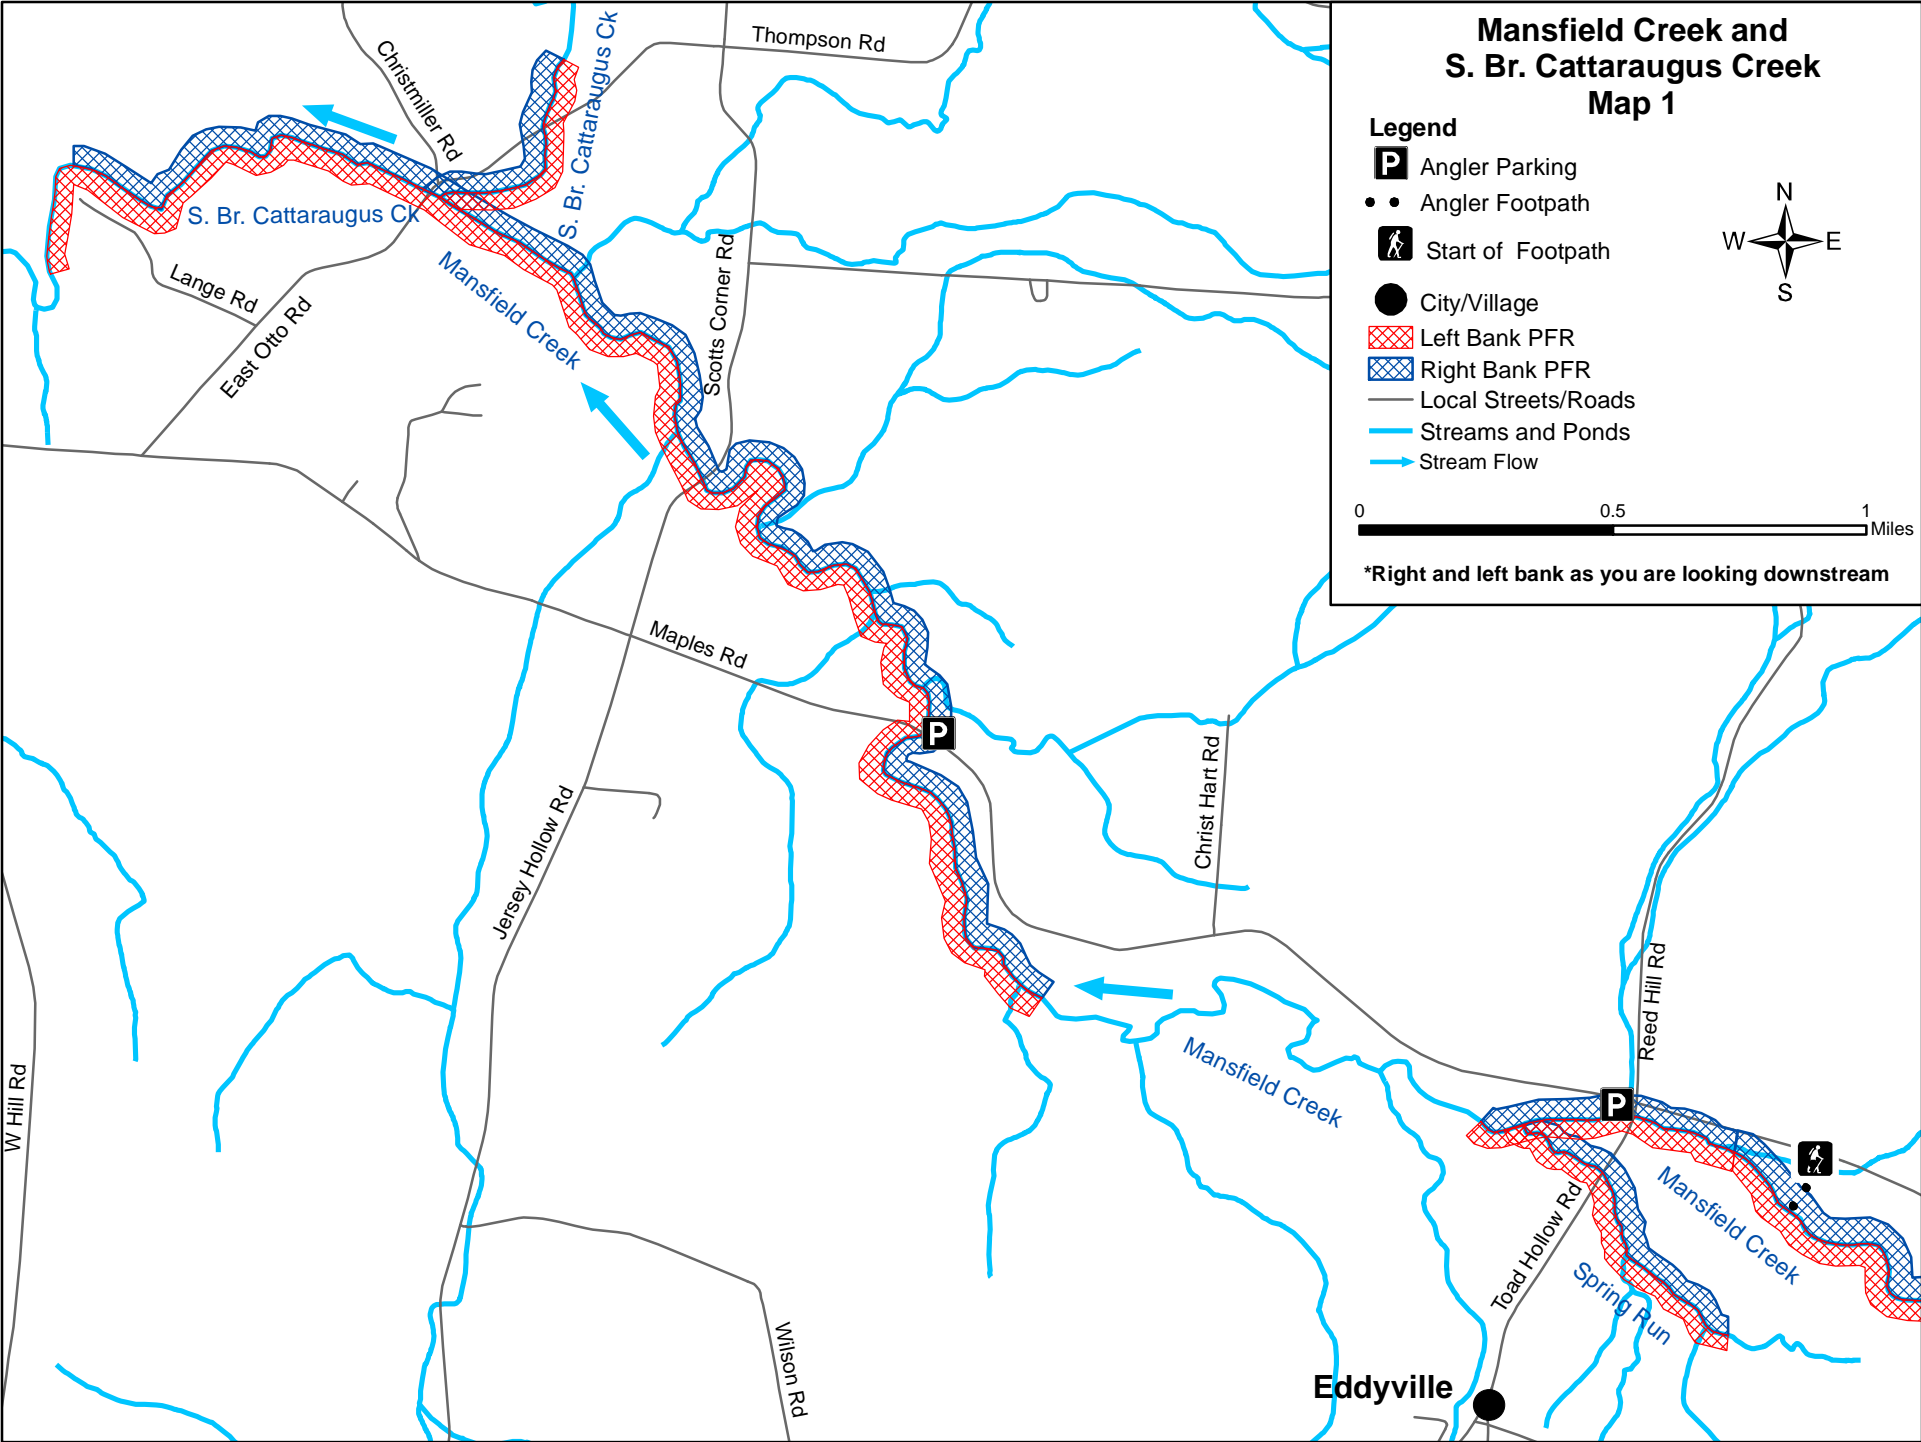 Mansfield Creek and
S. Br. Cattaraugus Creek
Map 1
Legend
P Angler Parking
Angler Footpath
Start of Footpath
City/Village
Left Bank PFR
Right Bank PFR
Local Streets/Roads
Streams and Ponds
Stream Flow
N
W E
S
0 0.5 1
Miles
*Right and left bank as you are looking downstream
Thompson Rd
Christmiller Rd
S. Br. Cattaraugus Ck
S. Br. Cattaraugus Ck
Lange Rd
East Otto Rd
Mansfield Creek
Scotts Corner Rd
Maples Rd
P
Jersey Hollow Rd
Christ Hart Rd
Reed Hill Rd
W Hill Rd
Mansfield Creek
P
Mansfield Creek
Toad Hollow Rd
Spring Run
Wilson Rd
Eddyville